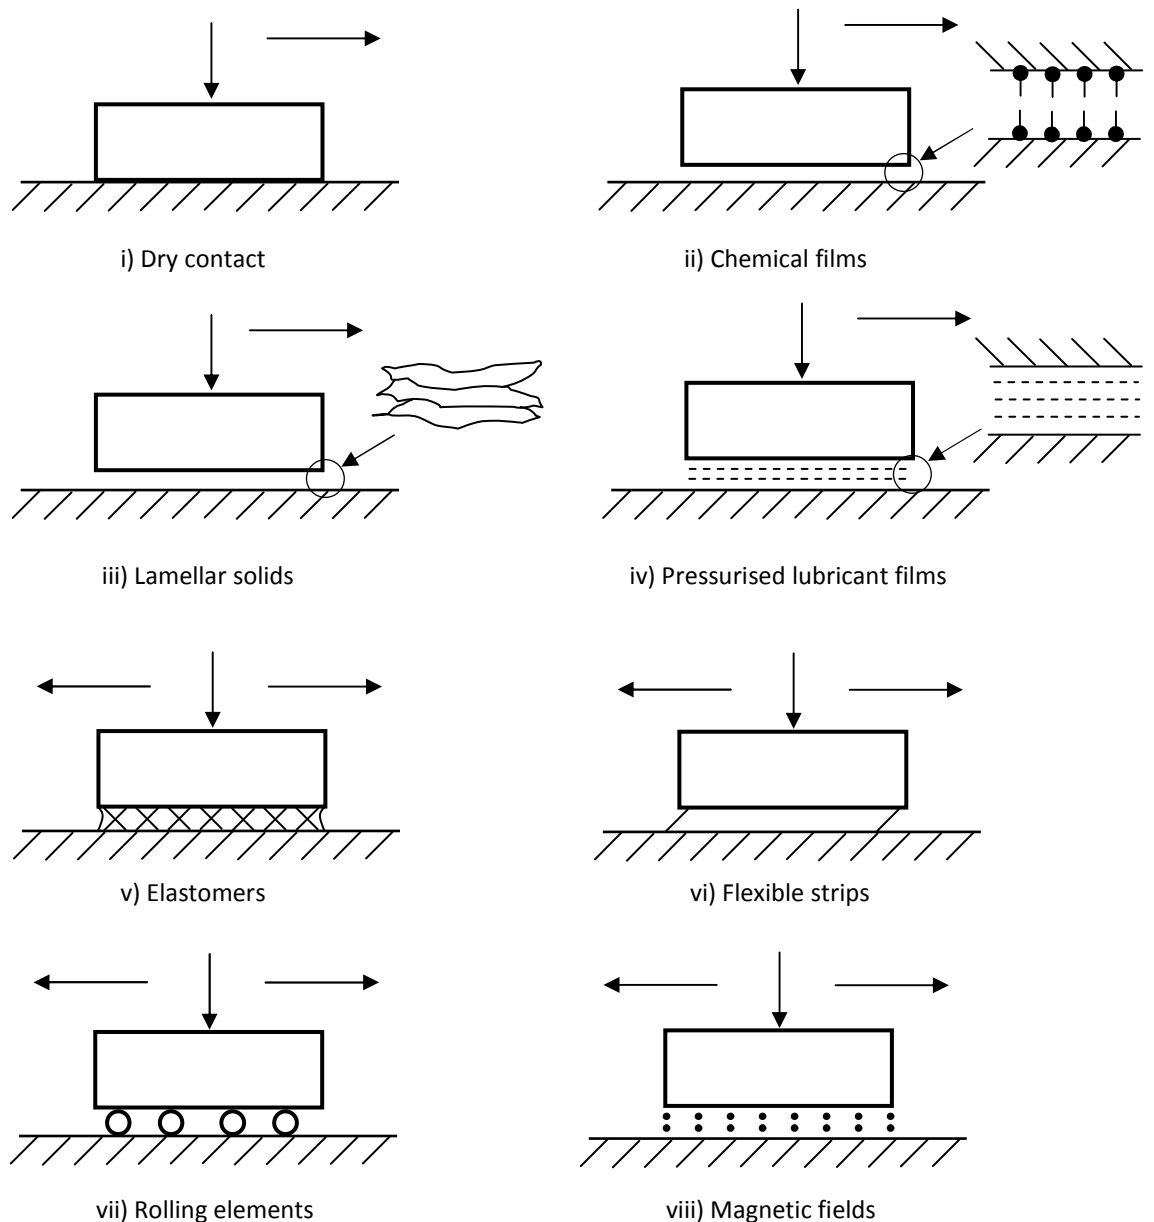 i) Dry contact
ii) Chemical films
iii) Lamellar solids
iv) Pressurised lubricant films
v) Elastomers
vi) Flexible strips
vii) Rolling elements
viii) Magnetic fields